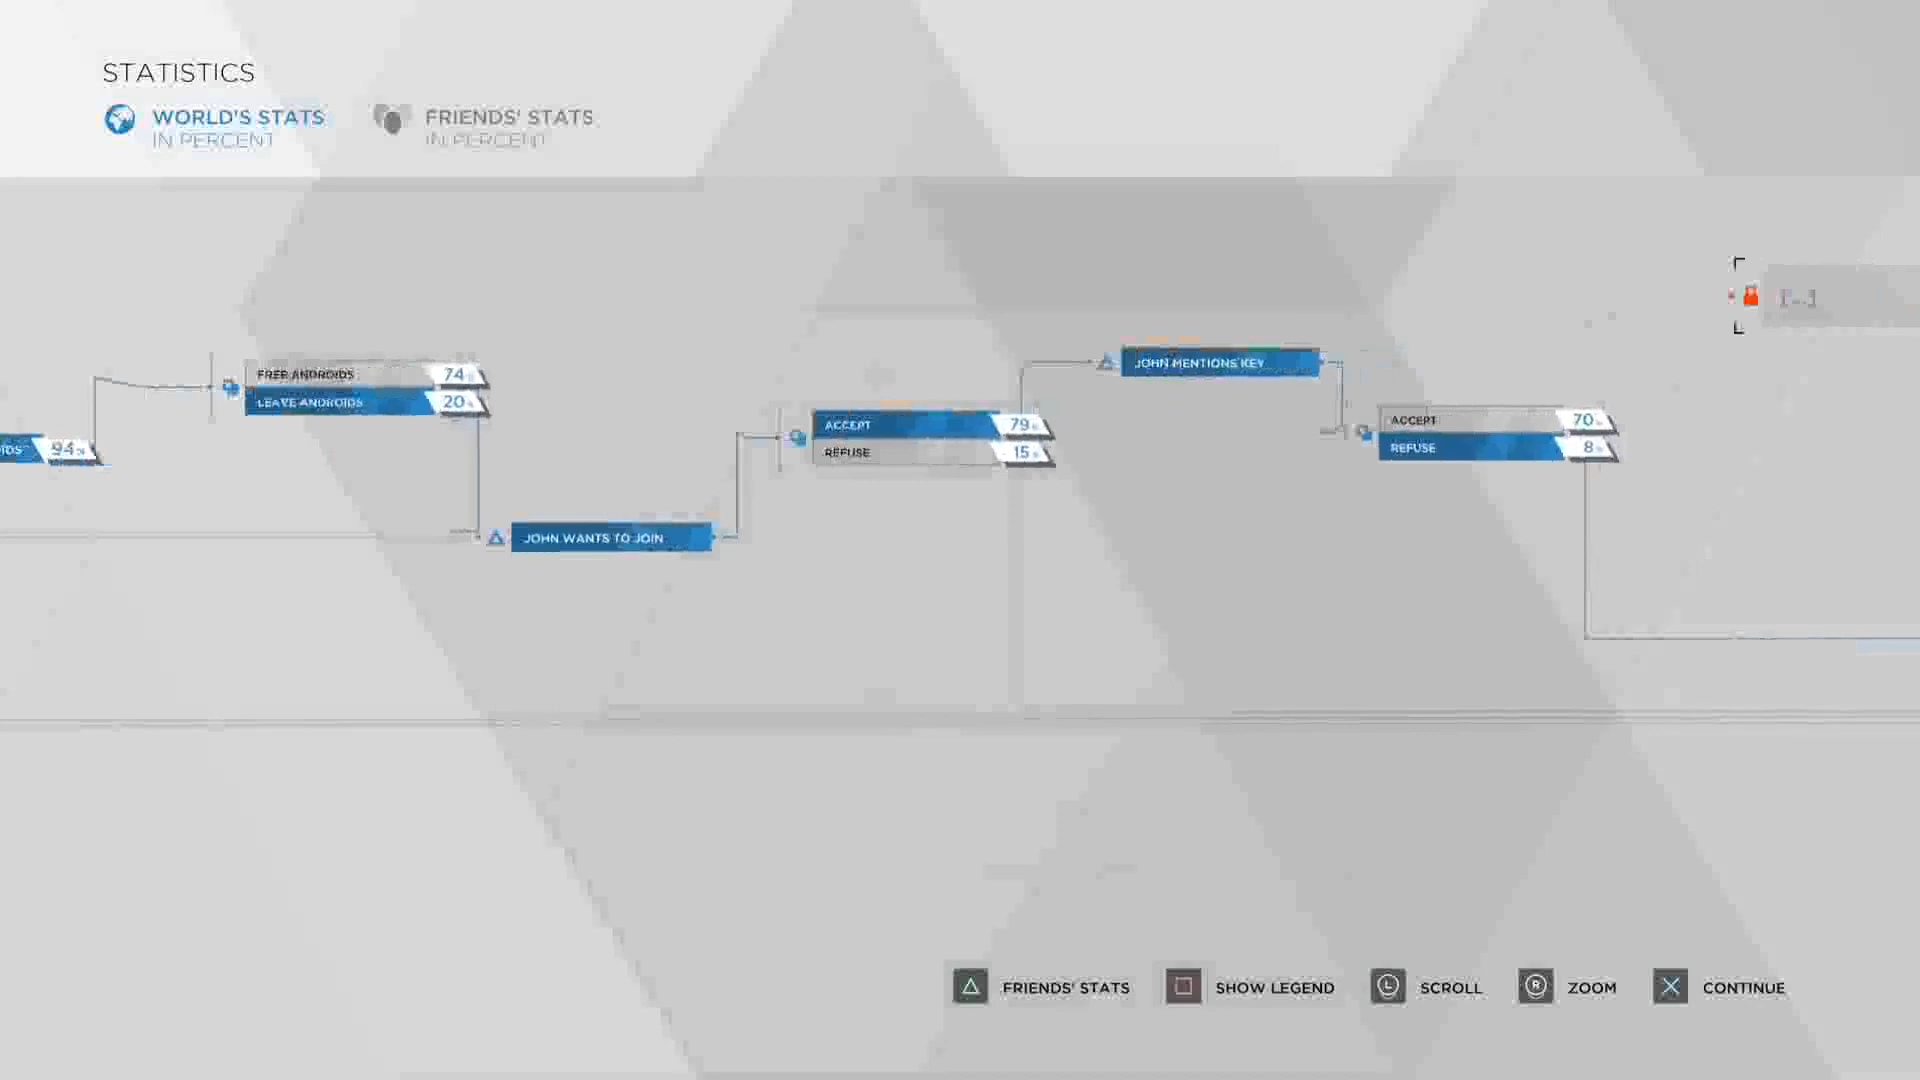 STATISTICS
WORLD'S STATS
IN PERCENT
FRIENDS' STATS
IN PERCENT
[...]
JOHN MENTIONS KEY
FREE ANDROIDS 74%
LEAVE ANDROIDS 20%
ACCEPT 79%
REFUSE 15%
ACCEPT 70%
REFUSE 8%
94%
JOHN WANTS TO JOIN
FRIENDS' STATS
SHOW LEGEND
L SCROLL
R ZOOM
CONTINUE